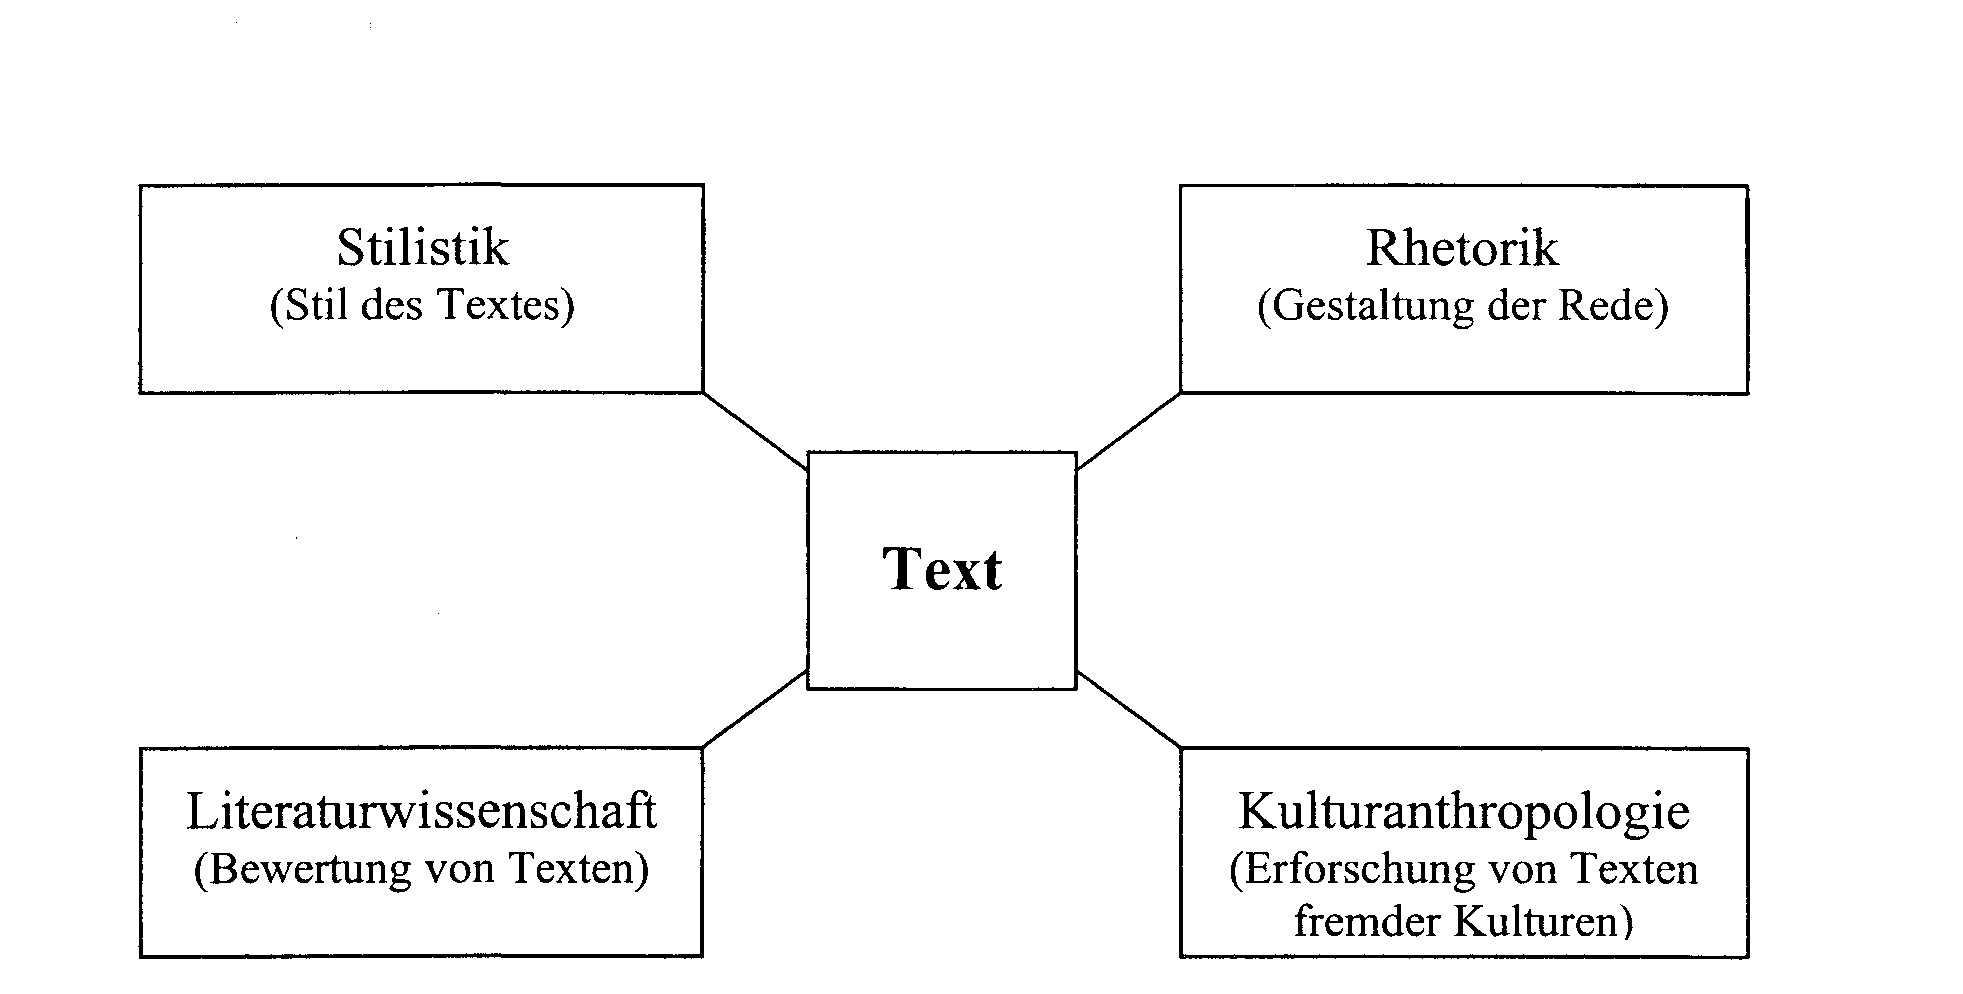 Stilistik
(Stil des Textes)
Rhetorik
(Gestaltung der Rede)
Text
Literaturwissenschaft
(Bewertung von Texten)
Kulturanthropologie
(Erforschung von Texten
fremder Kulturen)